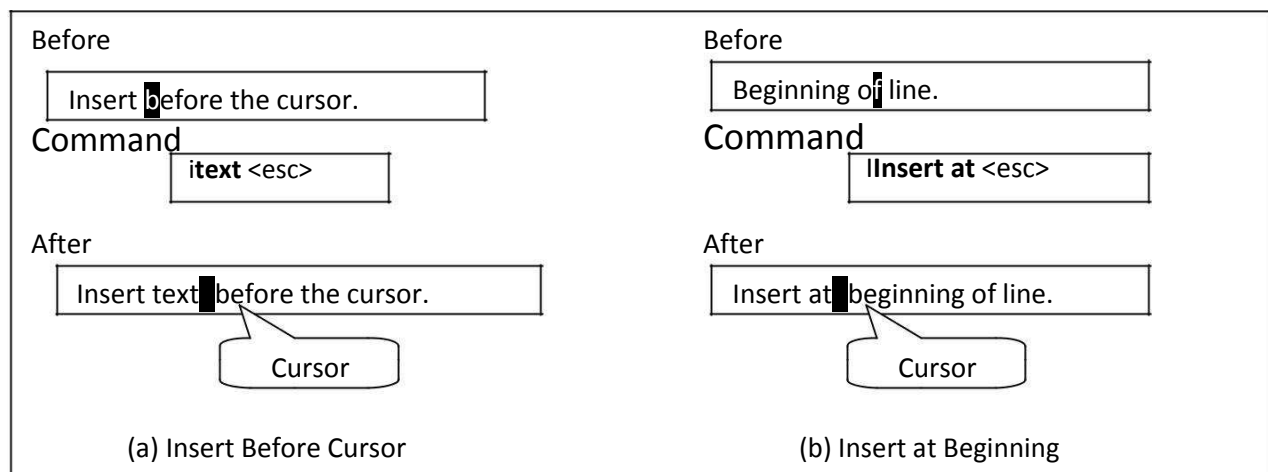 Before
Insert before the cursor.
Command
itext <esc>
After
Insert text before the cursor.
Cursor
(a) Insert Before Cursor
Before
Beginning of line.
Command
IInsert at <esc>
After
Insert at beginning of line.
Cursor
(b) Insert at Beginning